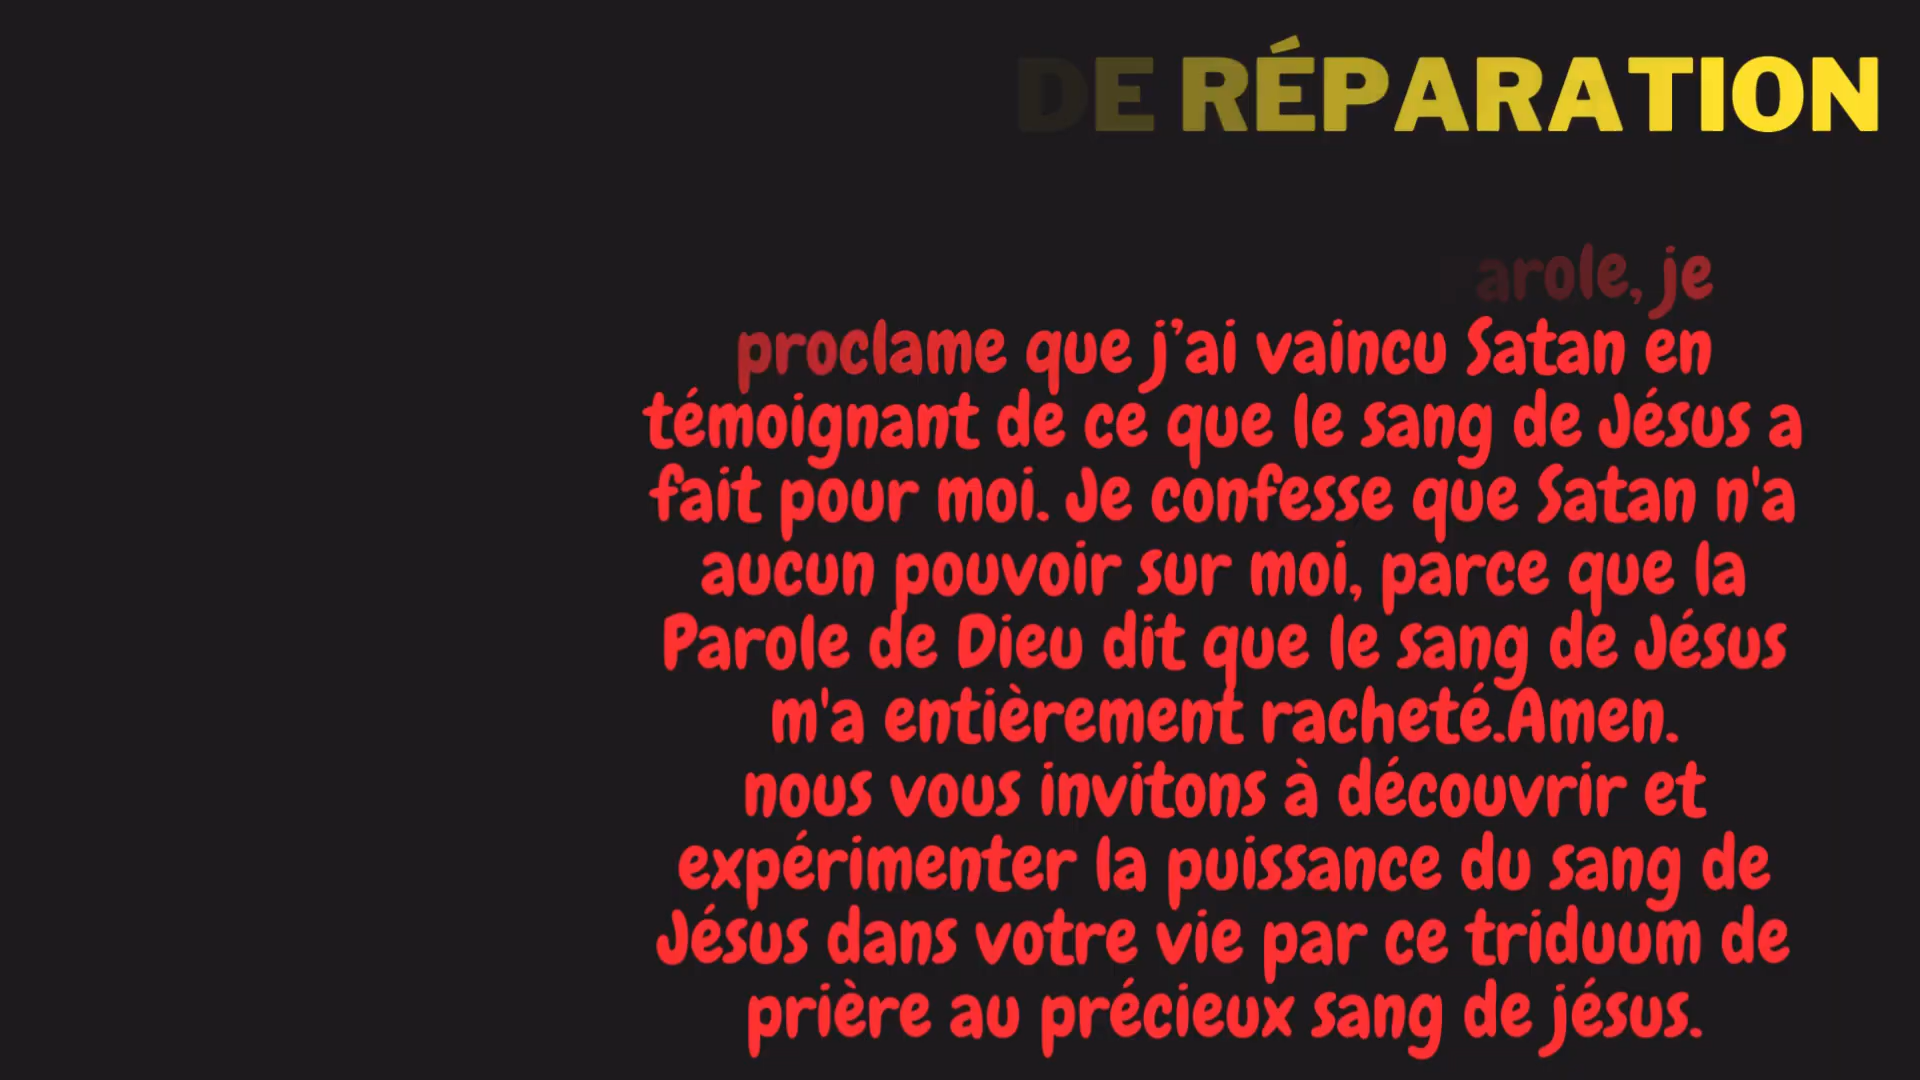 DE RÉPARATION
arole, je
proclame que j’ai vaincu Satan en
témoignant de ce que le sang de Jésus a
fait pour moi. Je confesse que Satan n'a
aucun pouvoir sur moi, parce que la
Parole de Dieu dit que le sang de Jésus
m'a entièrement racheté.Amen.
nous vous invitons à découvrir et
expérimenter la puissance du sang de
Jésus dans votre vie par ce triduum de
prière au précieux sang de jésus.